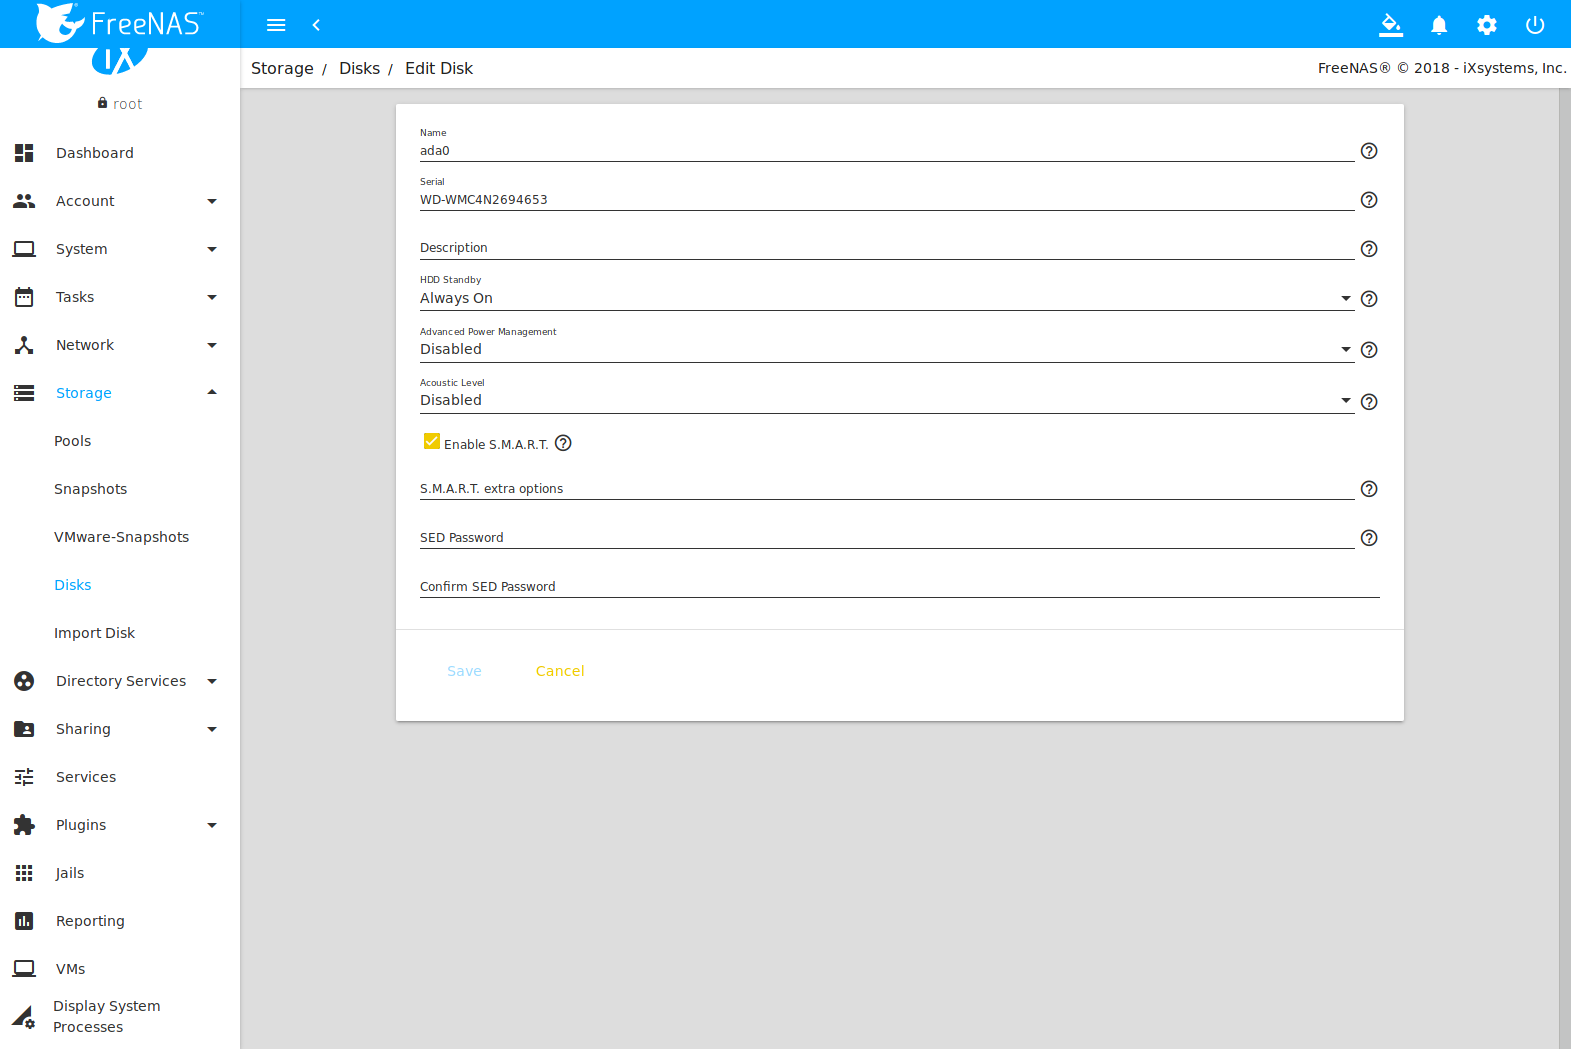 FreeNAS™
Storage / Disks / Edit Disk
FreeNAS® © 2018 - iXsystems, Inc.
iX
root
Dashboard
Account
System
Tasks
Network
Storage
Pools
Snapshots
VMware-Snapshots
Disks
Import Disk
Directory Services
Sharing
Services
Plugins
Jails
Reporting
VMs
Display System
Processes
Name
ada0
Serial
WD-WMC4N2694653
Description
HDD Standby
Always On
Advanced Power Management
Disabled
Acoustic Level
Disabled
Enable S.M.A.R.T.
S.M.A.R.T. extra options
SED Password
Confirm SED Password
Save
Cancel